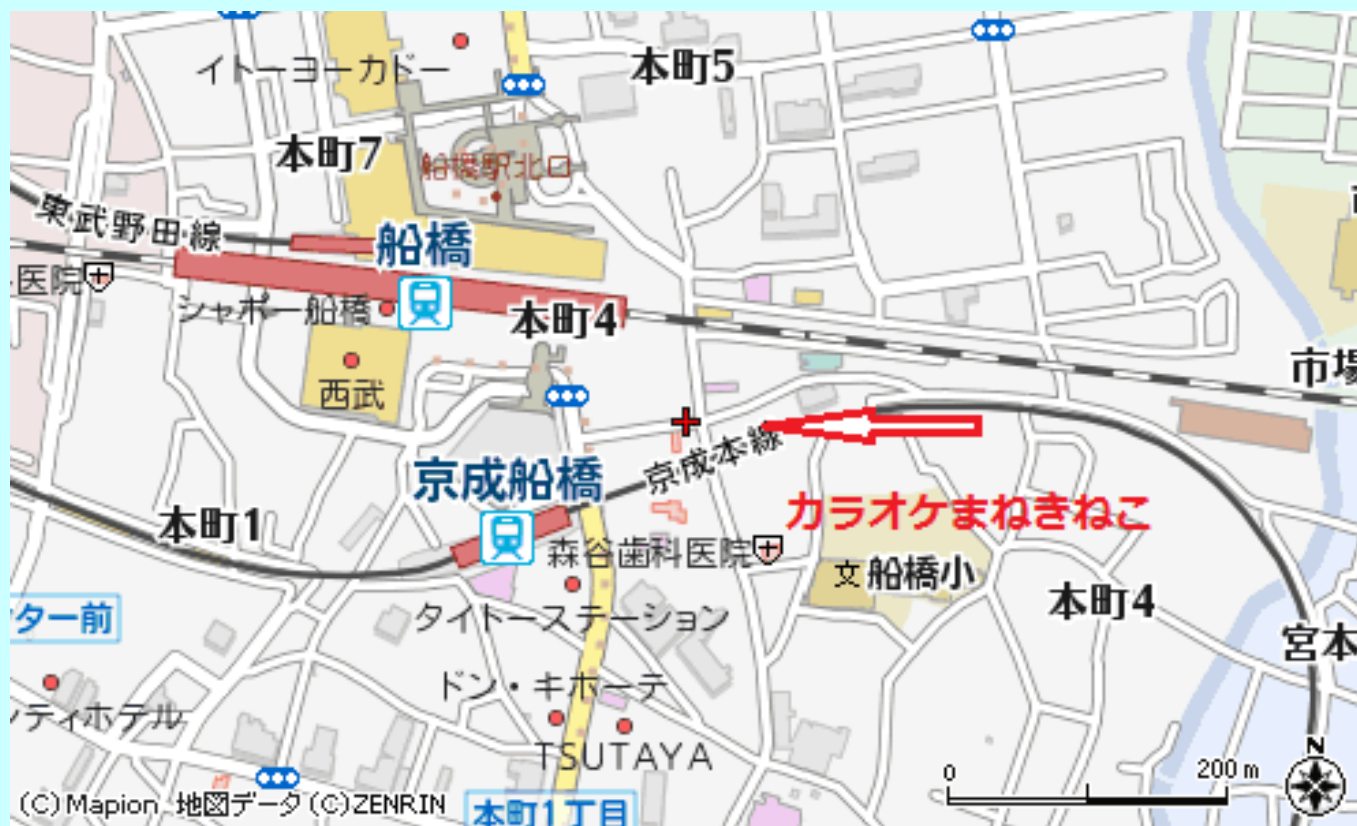 イトーヨーカドー
本町5
本町7
船橋駅北口
東武野田線
船橋
医院
シャポー船橋
本町4
市場
西武
京成本線
京成船橋
カラオケまねきねこ
本町1
森谷歯科医院
文
船橋小
本町4
ター前
タイトーステーション
宮本
ドン・キホーテ
ンティホテル
TSUTAYA
N
0
200m
(C)Mapion 地図データ(C)ZENRIN
本町1丁目